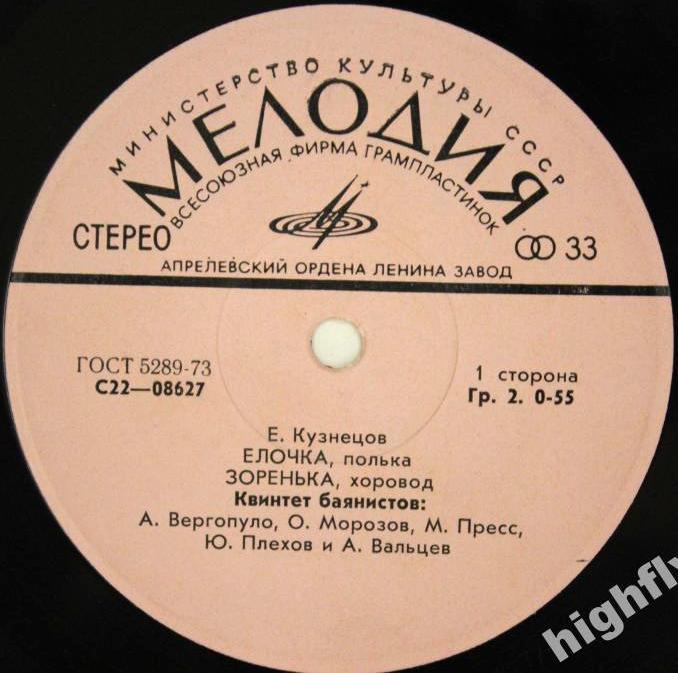 МИНИСТЕРСТВО КУЛЬТУРЫ СССР
МЕЛОДИЯ
ВСЕСОЮЗНАЯ ФИРМА ГРАМПЛАСТИНОК
СТЕРЕО
33
АПРЕЛЕВСКИЙ ОРДЕНА ЛЕНИНА ЗАВОД
ГОСТ 5289-73
С22—08627
1 сторона
Гр. 2. 0-55
Е. Кузнецов
ЕЛОЧКА, полька
ЗОРЕНЬКА, хоровод
Квинтет баянистов:
А. Вергопуло, О. Морозов, М. Пресс,
Ю. Плехов и А. Вальцев
highfly